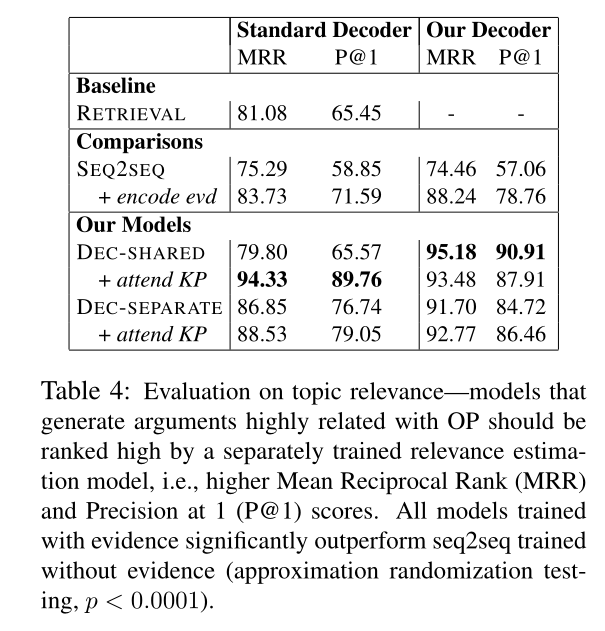 Standard Decoder Our Decoder
MRR P@1 MRR P@1
Baseline
RETRIEVAL 81.08 65.45 - -
Comparisons
SEQ2SEQ 75.29 58.85 74.46 57.06
+ encode evd 83.73 71.59 88.24 78.76
Our Models
DEC-SHARED 79.80 65.57 95.18 90.91
+ attend KP 94.33 89.76 93.48 87.91
DEC-SEPARATE 86.85 76.74 91.70 84.72
+ attend KP 88.53 79.05 92.77 86.46
Table 4: Evaluation on topic relevance—models that
generate arguments highly related with OP should be
ranked high by a separately trained relevance estima-
tion model, i.e., higher Mean Reciprocal Rank (MRR)
and Precision at 1 (P@1) scores. All models trained
with evidence significantly outperform seq2seq trained
without evidence (approximation randomization test-
ing, p < 0.0001).